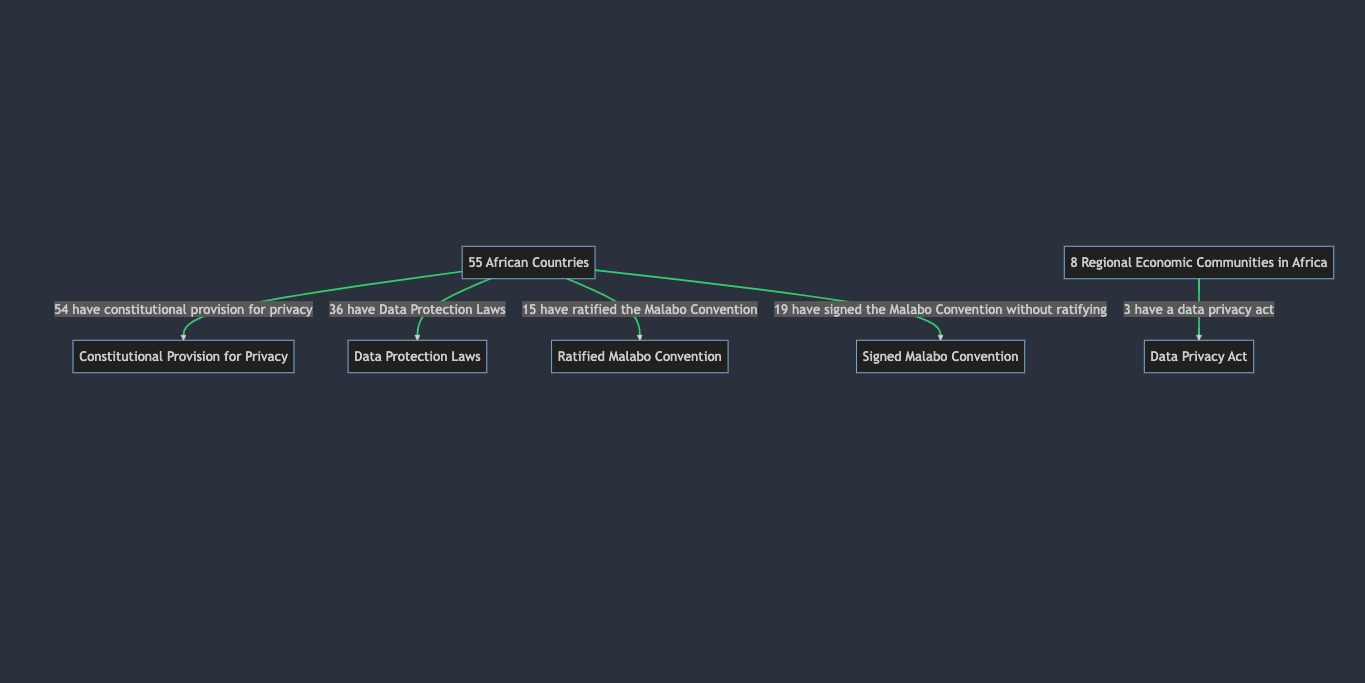 55 African Countries
8 Regional Economic Communities in Africa
54 have constitutional provision for privacy
36 have Data Protection Laws
15 have ratified the Malabo Convention
19 have signed the Malabo Convention without ratifying
3 have a data privacy act
Constitutional Provision for Privacy
Data Protection Laws
Ratified Malabo Convention
Signed Malabo Convention
Data Privacy Act